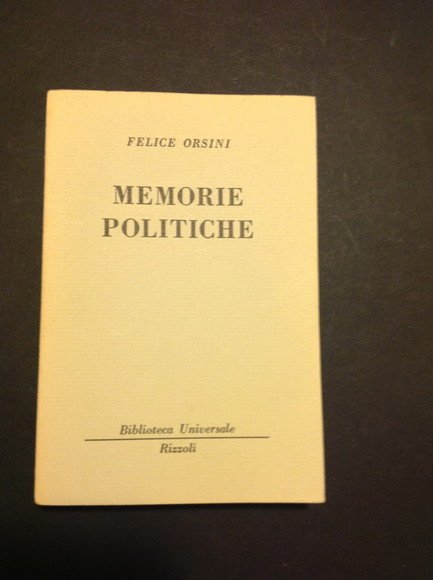 FELICE ORSINI
MEMORIE
POLITICHE
Biblioteca Universale
Rizzoli